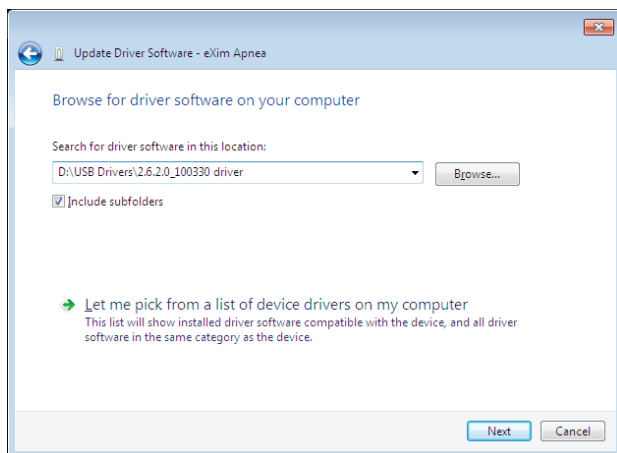 Update Driver Software - eXim Apnea
Browse for driver software on your computer
Search for driver software in this location:
D:\USB Drivers\2.6.2.0_100330 driver
Browse...
Include subfolders
Let me pick from a list of device drivers on my computer
This list will show installed driver software compatible with the device, and all driver
software in the same category as the device.
Next
Cancel